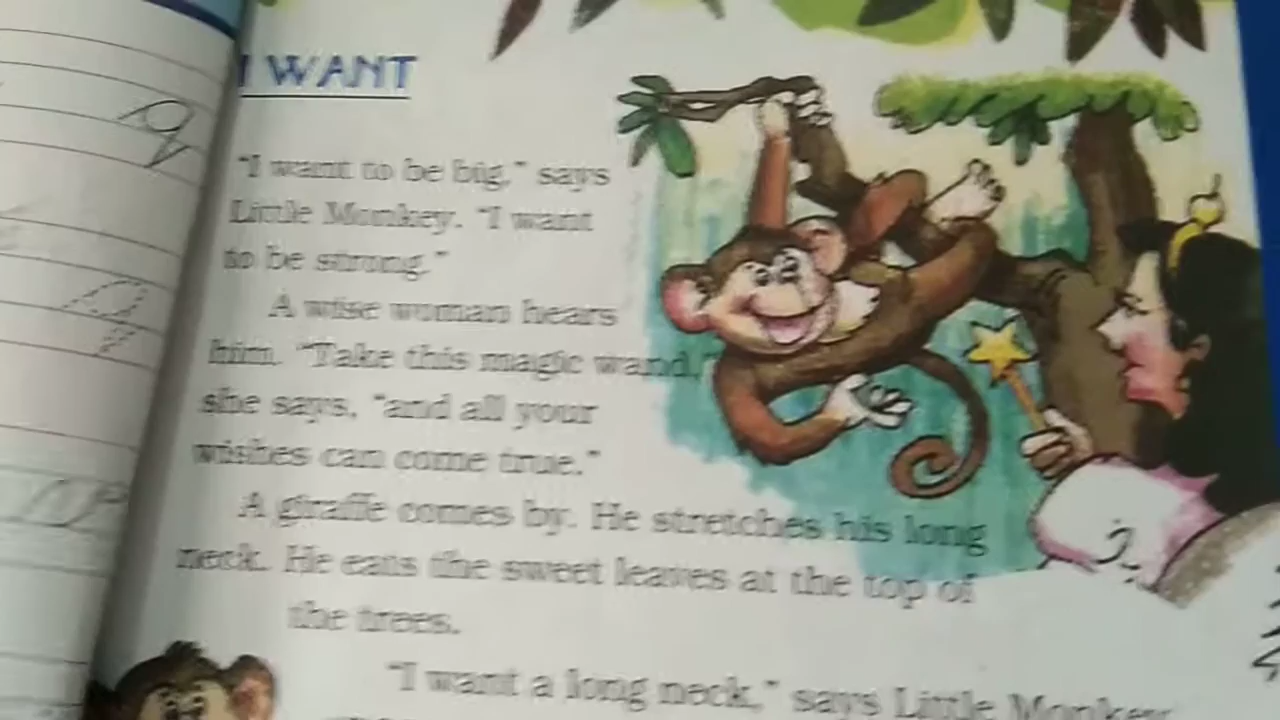 I WANT
"I want to be big," says
Little Monkey. "I want
to be strong."
A wise woman hears
him. "Take this magic wand,"
she says, "and all your
wishes can come true."
A giraffe comes by. He stretches his long
neck. He eats the sweet leaves at the top of
the trees.
"I want a long neck," says Little Monkey